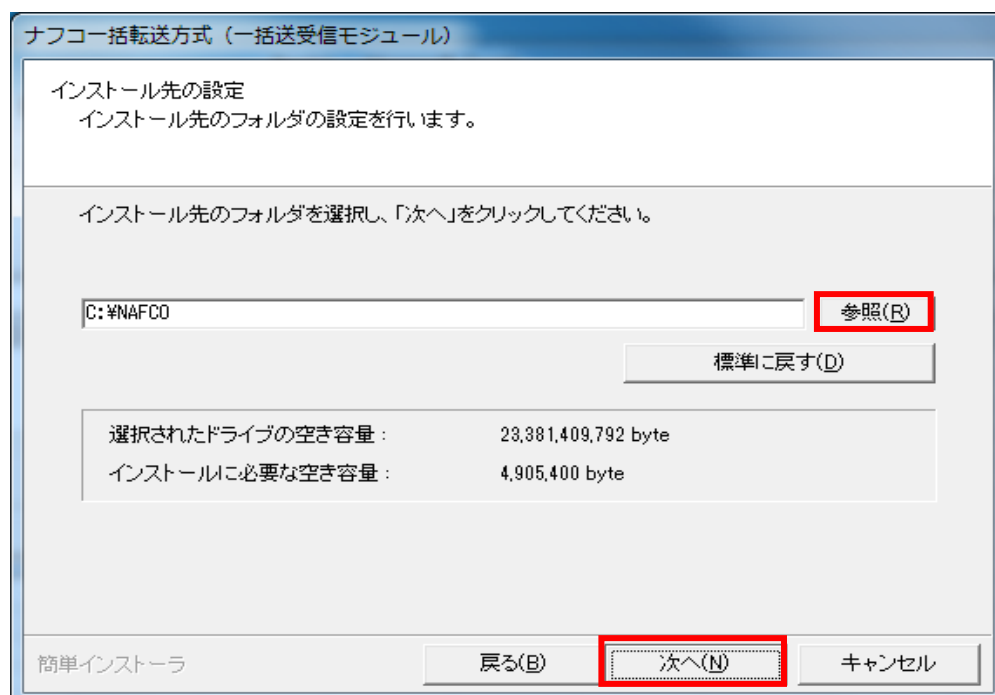 ナフコ一括転送方式（一括送受信モジュール）
インストール先の設定
インストール先のフォルダの設定を行います。
インストール先のフォルダを選択し、「次へ」をクリックしてください。
C:¥NAFCO
参照(R)
標準に戻す(D)
選択されたドライブの空き容量： 23,381,409,792 byte
インストールに必要な空き容量： 4,905,400 byte
簡単インストーラ
戻る(B)
次へ(N)
キャンセル